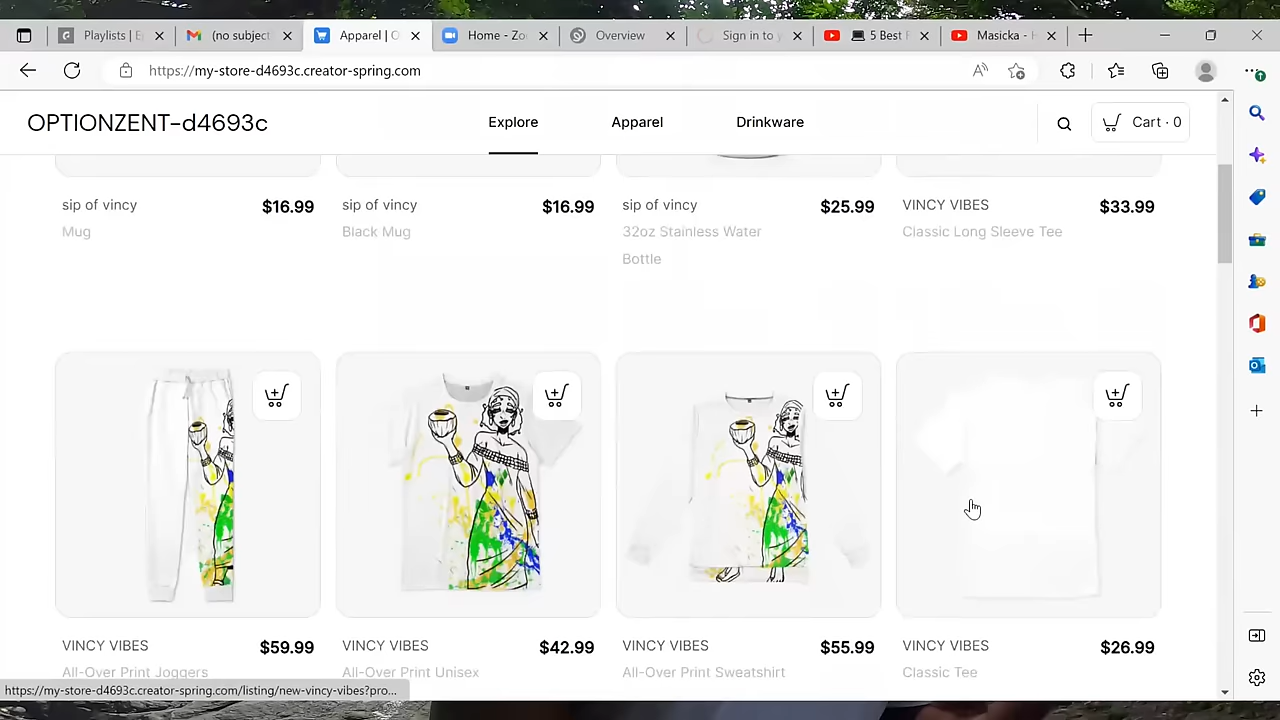 Playlists | E
(no subject
Apparel | O
Home - Zo
Overview
Sign in to y
5 Best F
Masicka - H
https://my-store-d4693c.creator-spring.com
OPTIONZENT-d4693c
Explore
Apparel
Drinkware
Cart · 0
sip of vincy
$16.99
Mug
sip of vincy
$16.99
Black Mug
sip of vincy
$25.99
32oz Stainless Water
Bottle
VINCY VIBES
$33.99
Classic Long Sleeve Tee
VINCY VIBES
$59.99
All-Over Print Joggers
VINCY VIBES
$42.99
All-Over Print Unisex
VINCY VIBES
$55.99
All-Over Print Sweatshirt
VINCY VIBES
$26.99
Classic Tee
https://my-store-d4693c.creator-spring.com/listing/new-vincy-vibes?pro...